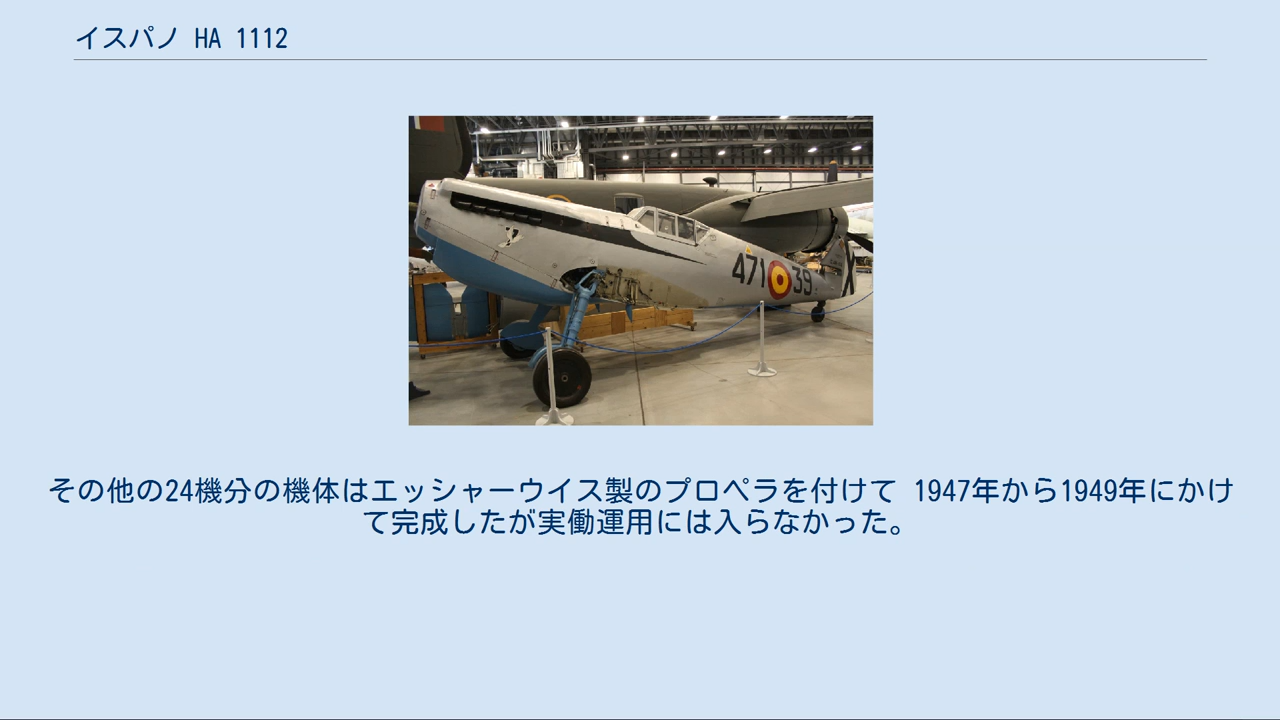 イスパノ HA 1112
471 39
X
その他の24機分の機体はエッシャーウイス製のプロペラを付けて 1947年から1949年にかけ
て完成したが実働運用には入らなかった。